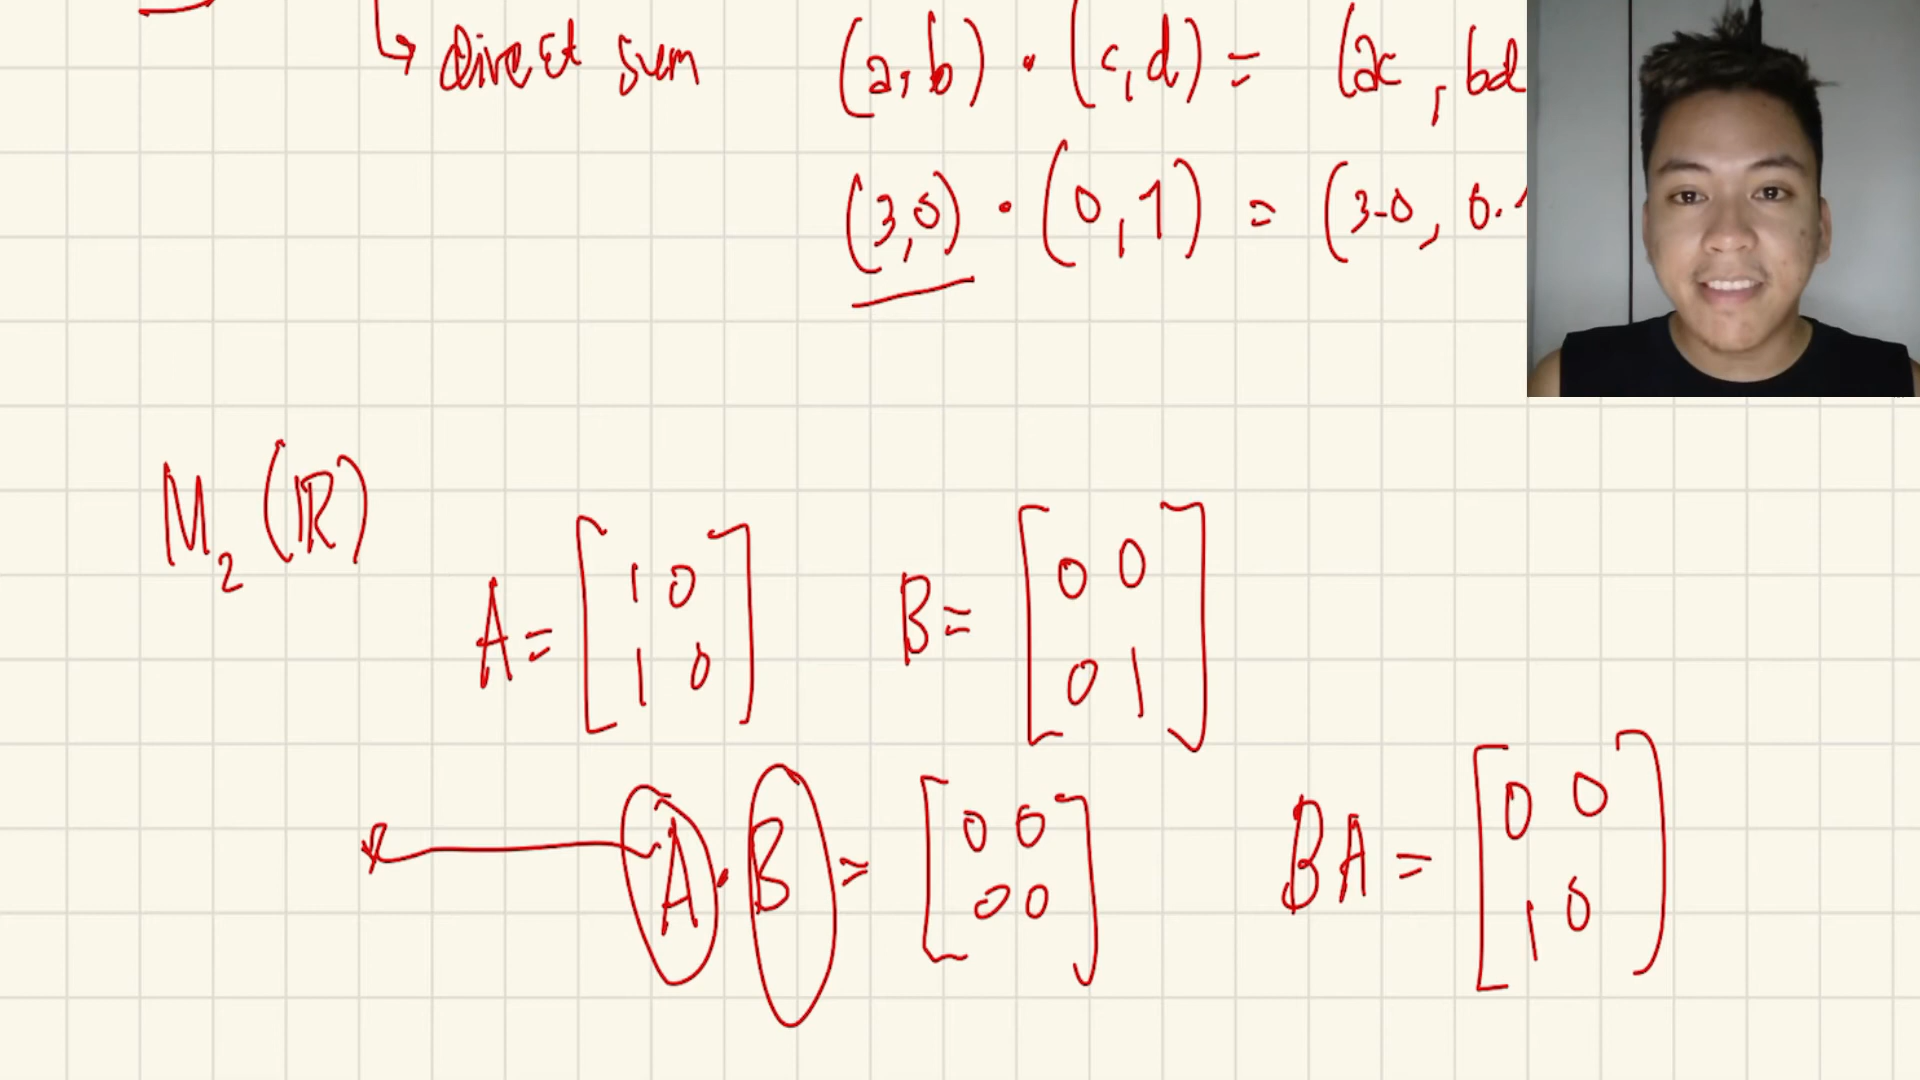 ↳ direct sum (a,b) · (c,d) = (ac, bd
(3,0) · (0,1) = (3·0, 0·1
M₂(ℝ)
A = [1 0
1 0]
B = [0 0
0 1]
A · B = [0 0
0 0]
BA = [0 0
1 0]